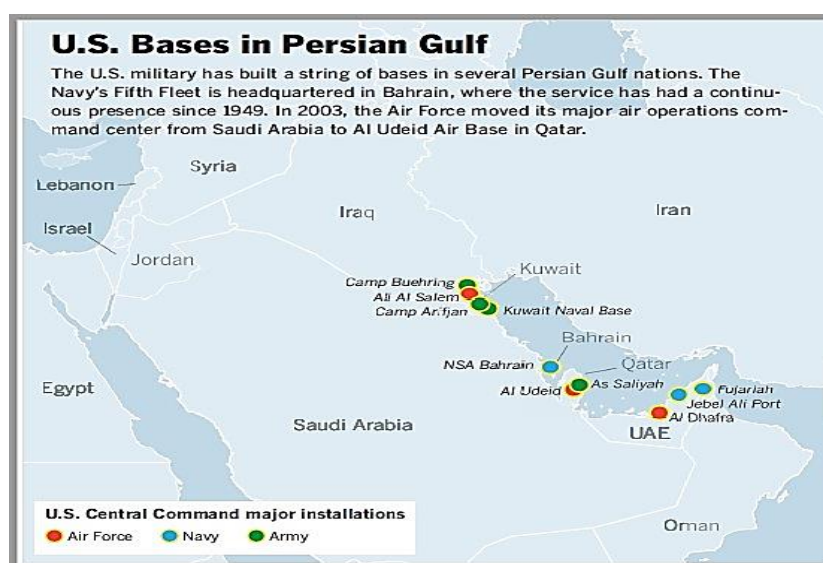 U.S. Bases in Persian Gulf
The U.S. military has built a string of bases in several Persian Gulf nations. The
Navy's Fifth Fleet is headquartered in Bahrain, where the service has had a continu-
ous presence since 1949. In 2003, the Air Force moved its major air operations com-
mand center from Saudi Arabia to Al Udeid Air Base in Qatar.
Syria
Lebanon
Iraq
Iran
Israel
Jordan
Kuwait
Camp Buehring
Ali Al Salem
Camp Arifjan
Kuwait Naval Base
Bahrain
NSA Bahrain
Qatar
Egypt
Al Udeid
As Saliyah
Fujariah
Jebel Ali Port
Al Dhafra
Saudi Arabia
UAE
U.S. Central Command major installations
Air Force
Navy
Army
Oman